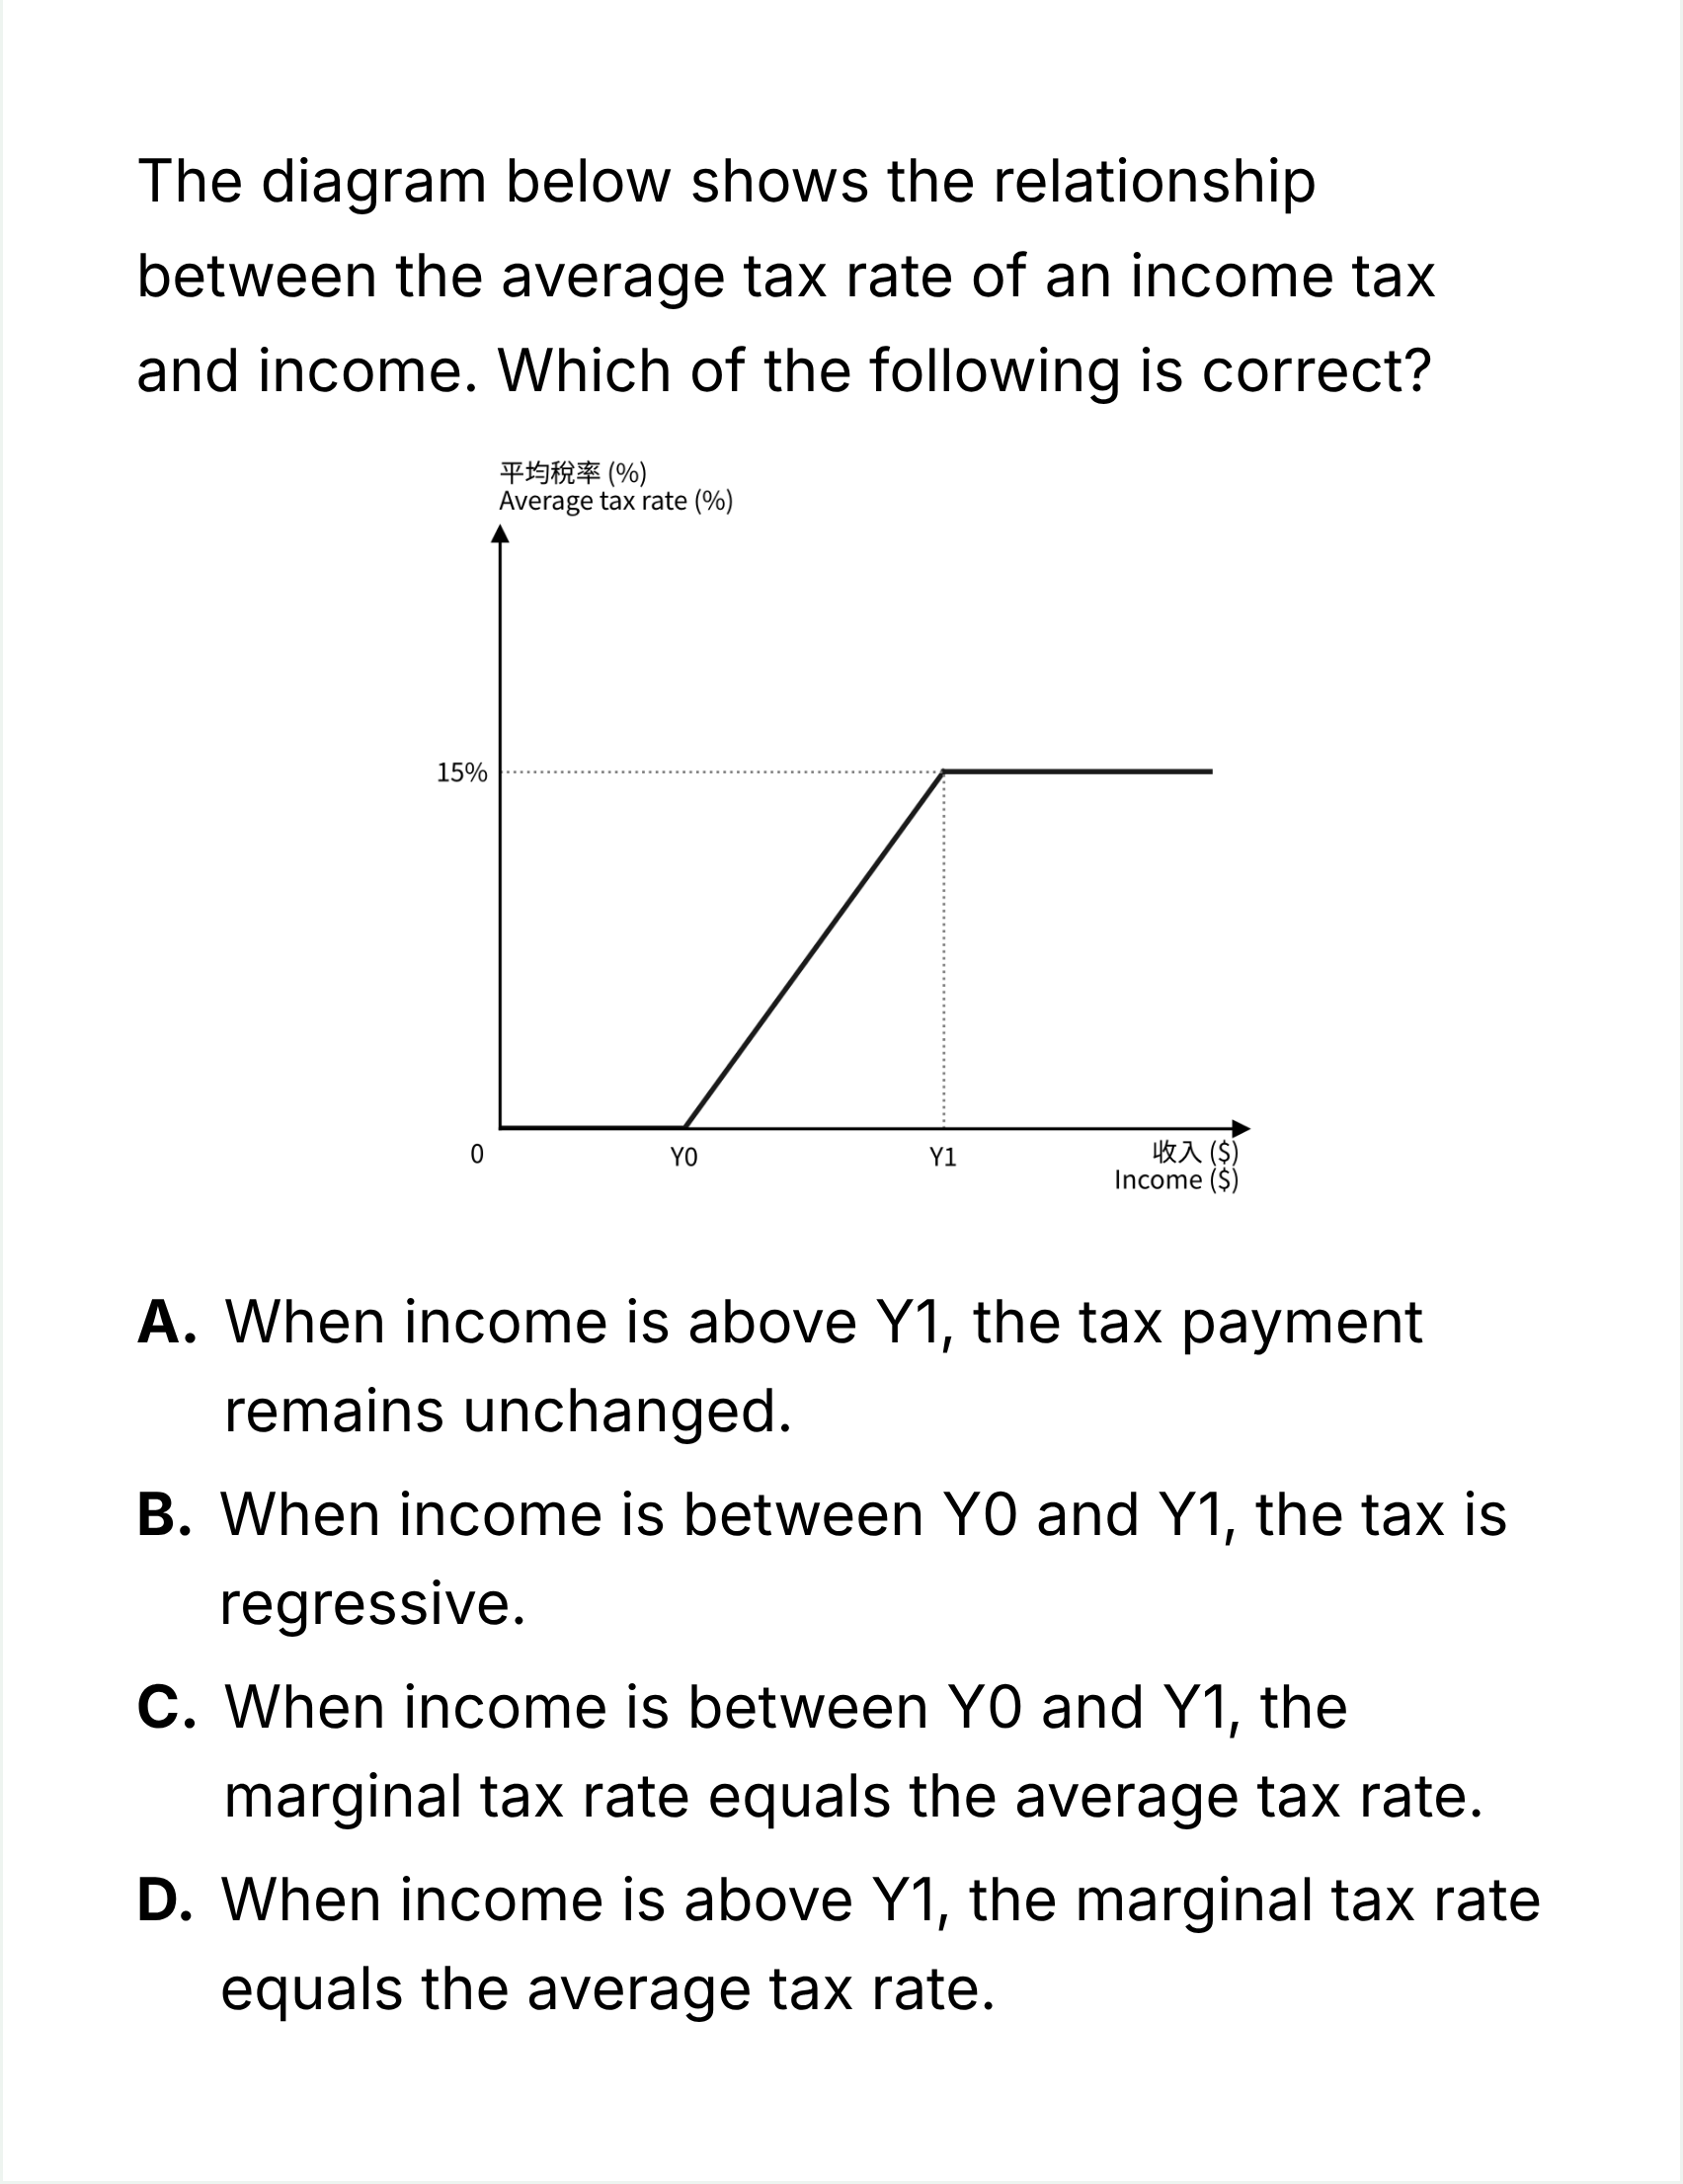 The diagram below shows the relationship
between the average tax rate of an income tax
and income. Which of the following is correct?
平均稅率 (%)
Average tax rate (%)
15%
0
Y0
Y1
收入 ($)
Income ($)
A. When income is above Y1, the tax payment
remains unchanged.
B. When income is between Y0 and Y1, the tax is
regressive.
C. When income is between Y0 and Y1, the
marginal tax rate equals the average tax rate.
D. When income is above Y1, the marginal tax rate
equals the average tax rate.